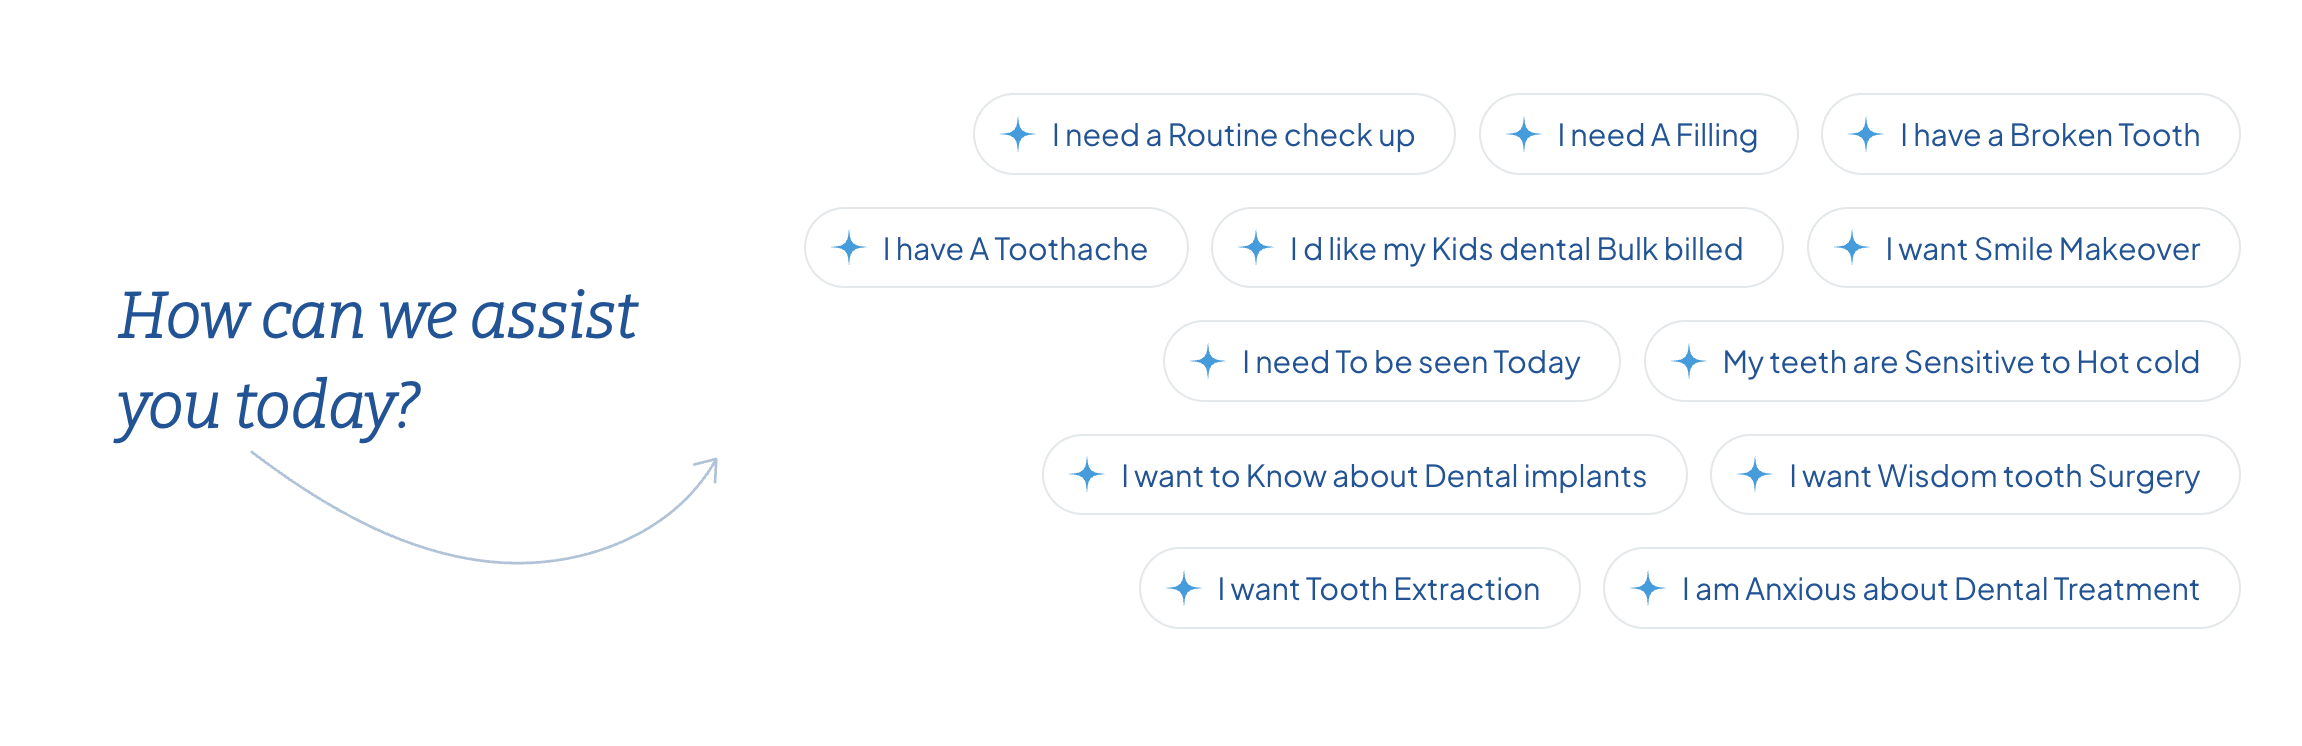 How can we assist
you today?
I need a Routine check up
I need A Filling
I have a Broken Tooth
I have A Toothache
I d like my Kids dental Bulk billed
I want Smile Makeover
I need To be seen Today
My teeth are Sensitive to Hot cold
I want to Know about Dental implants
I want Wisdom tooth Surgery
I want Tooth Extraction
I am Anxious about Dental Treatment